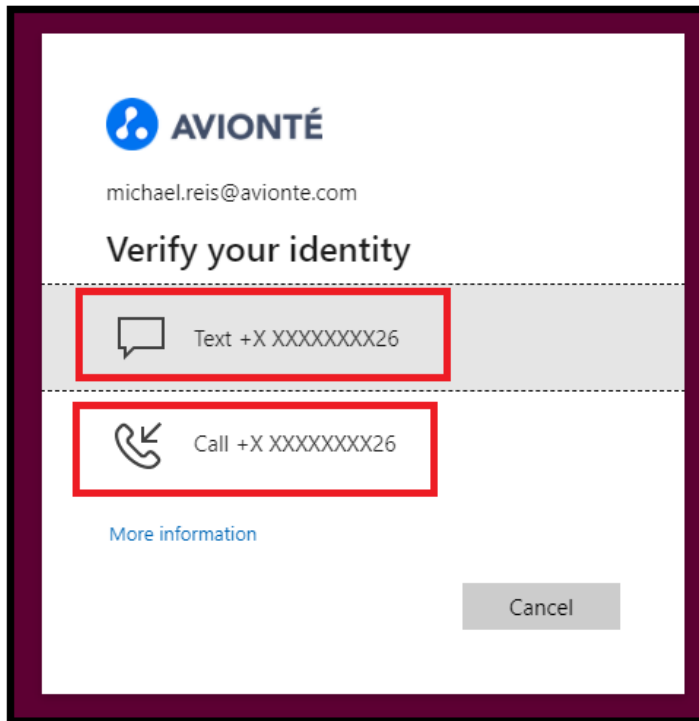 AVIONTÉ
michael.reis@avionte.com
Verify your identity
Text +X XXXXXXXX26
Call +X XXXXXXXX26
More information
Cancel